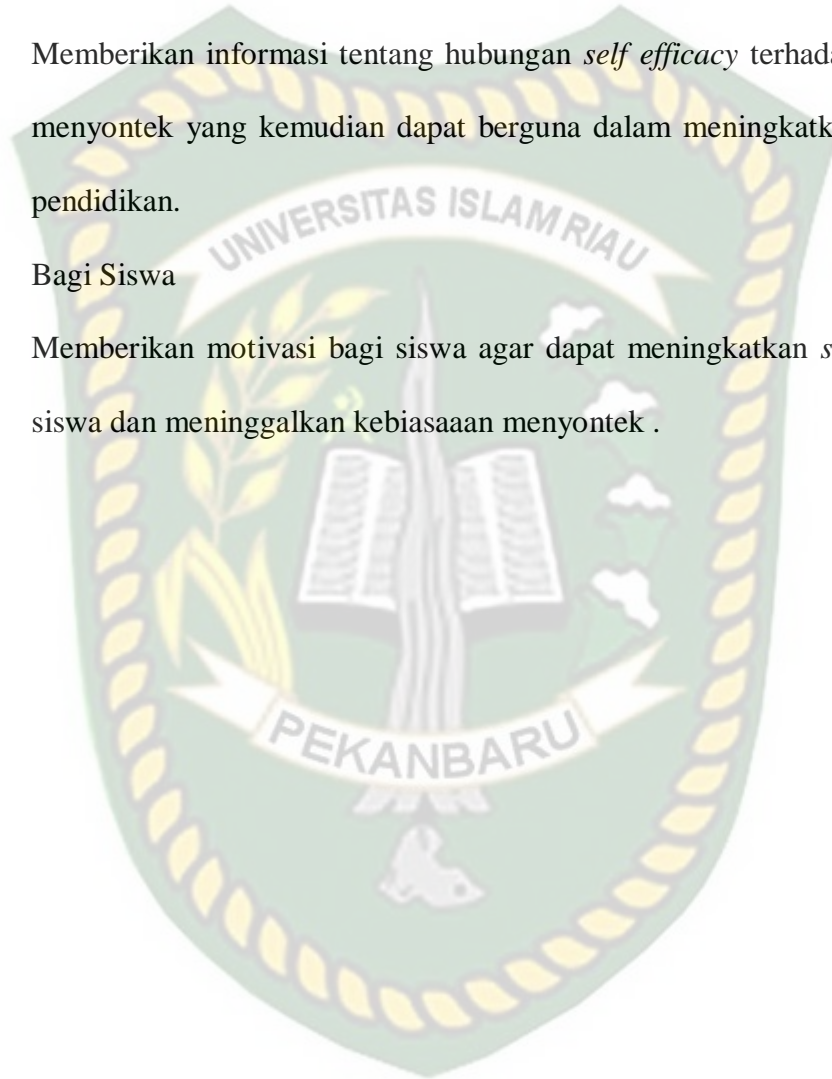 Memberikan informasi tentang hubungan self efficacy terhada
menyontek yang kemudian dapat berguna dalam meningkatk
pendidikan.
UNIVERSITAS ISLAM RIAU
Bagi Siswa
Memberikan motivasi bagi siswa agar dapat meningkatkan s
siswa dan meninggalkan kebiasaaan menyontek .
PEKANBARU